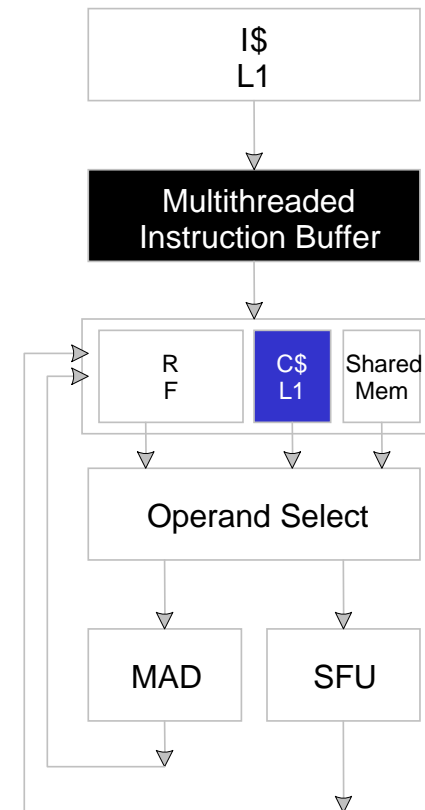 I$
L1
Multithreaded
Instruction Buffer
R
F
C$
L1
Shared
Mem
Operand Select
MAD
SFU